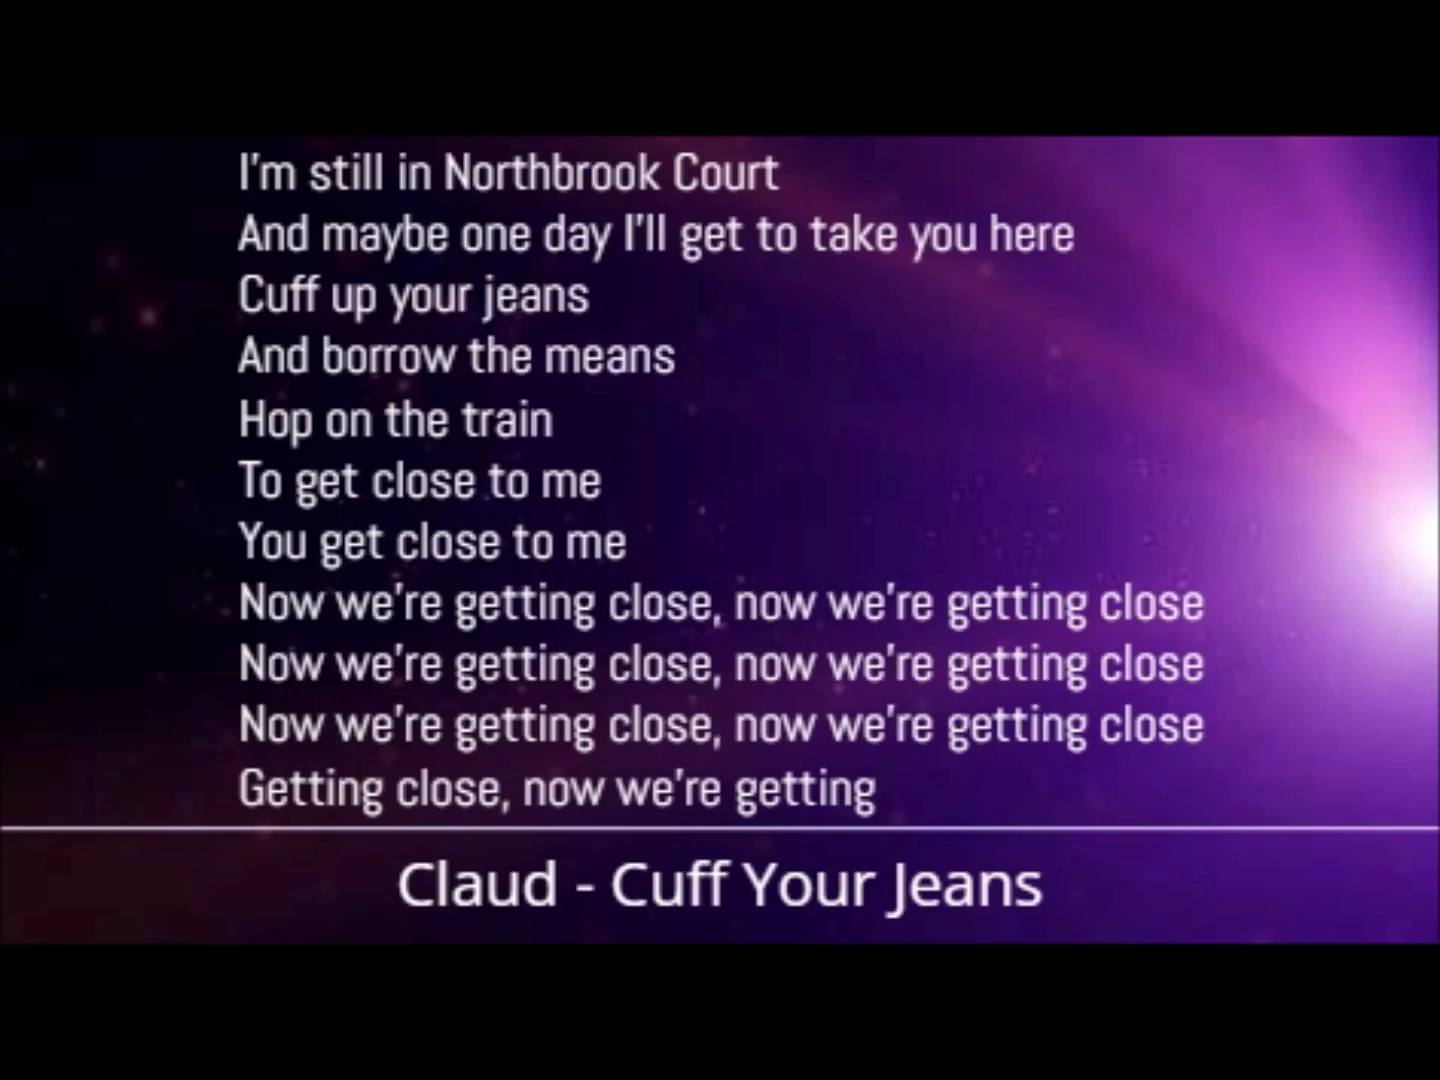 I'm still in Northbrook Court
And maybe one day I'll get to take you here
Cuff up your jeans
And borrow the means
Hop on the train
To get close to me
You get close to me
Now we're getting close, now we're getting close
Now we're getting close, now we're getting close
Now we're getting close, now we're getting close
Getting close, now we're getting
Claud - Cuff Your Jeans